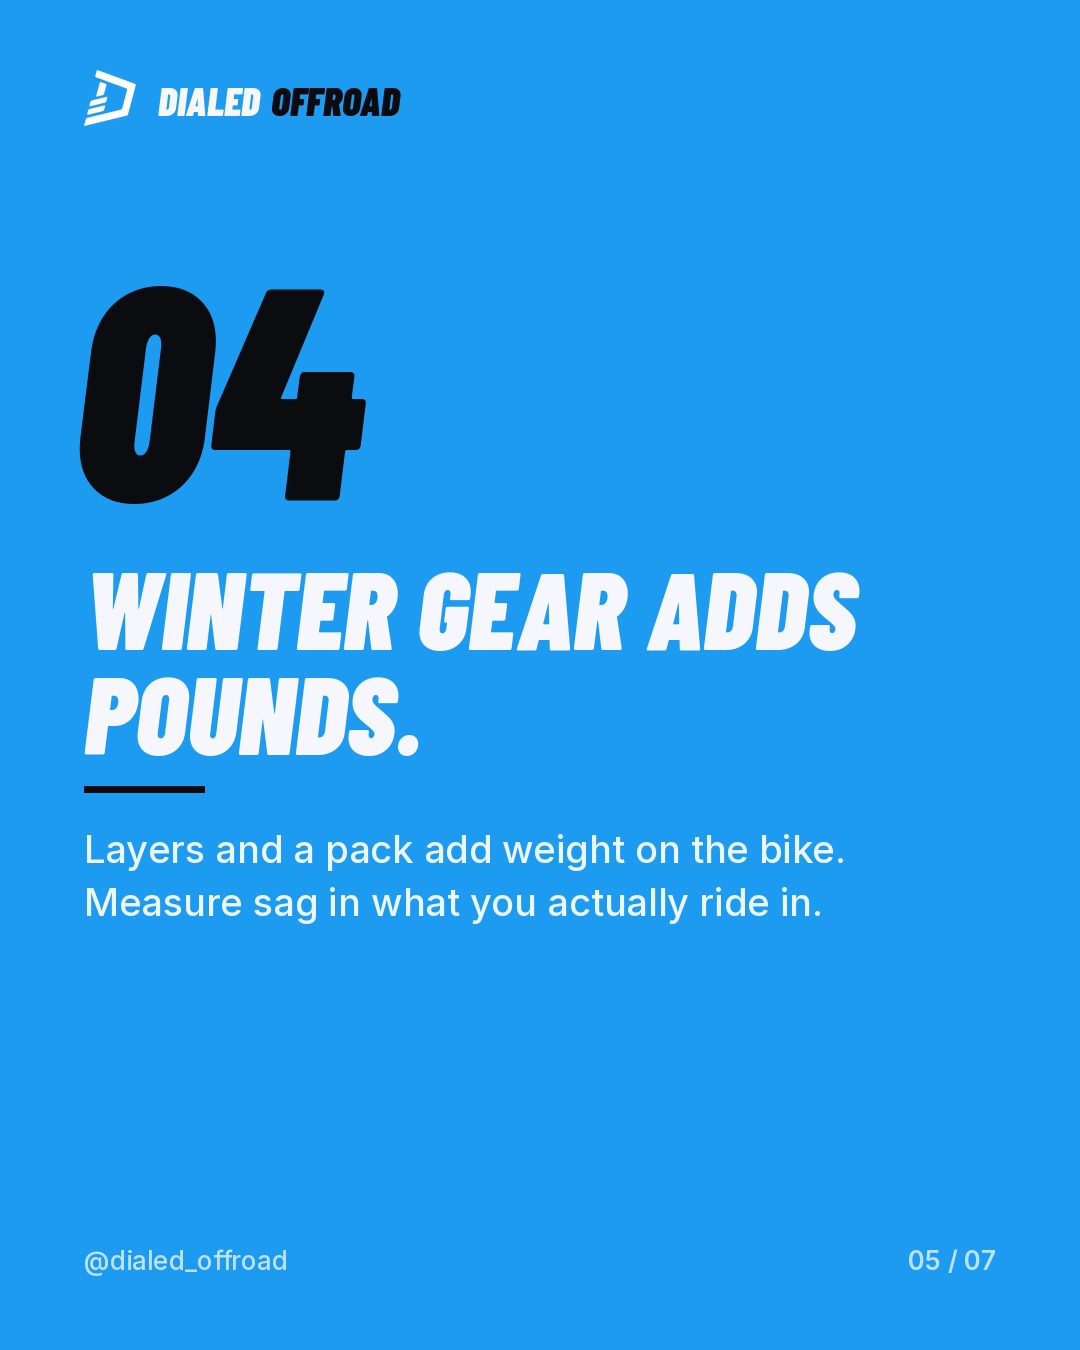 DIALED OFFROAD
04
WINTER GEAR ADDS
POUNDS.
Layers and a pack add weight on the bike.
Measure sag in what you actually ride in.
@dialed_offroad
05 / 07